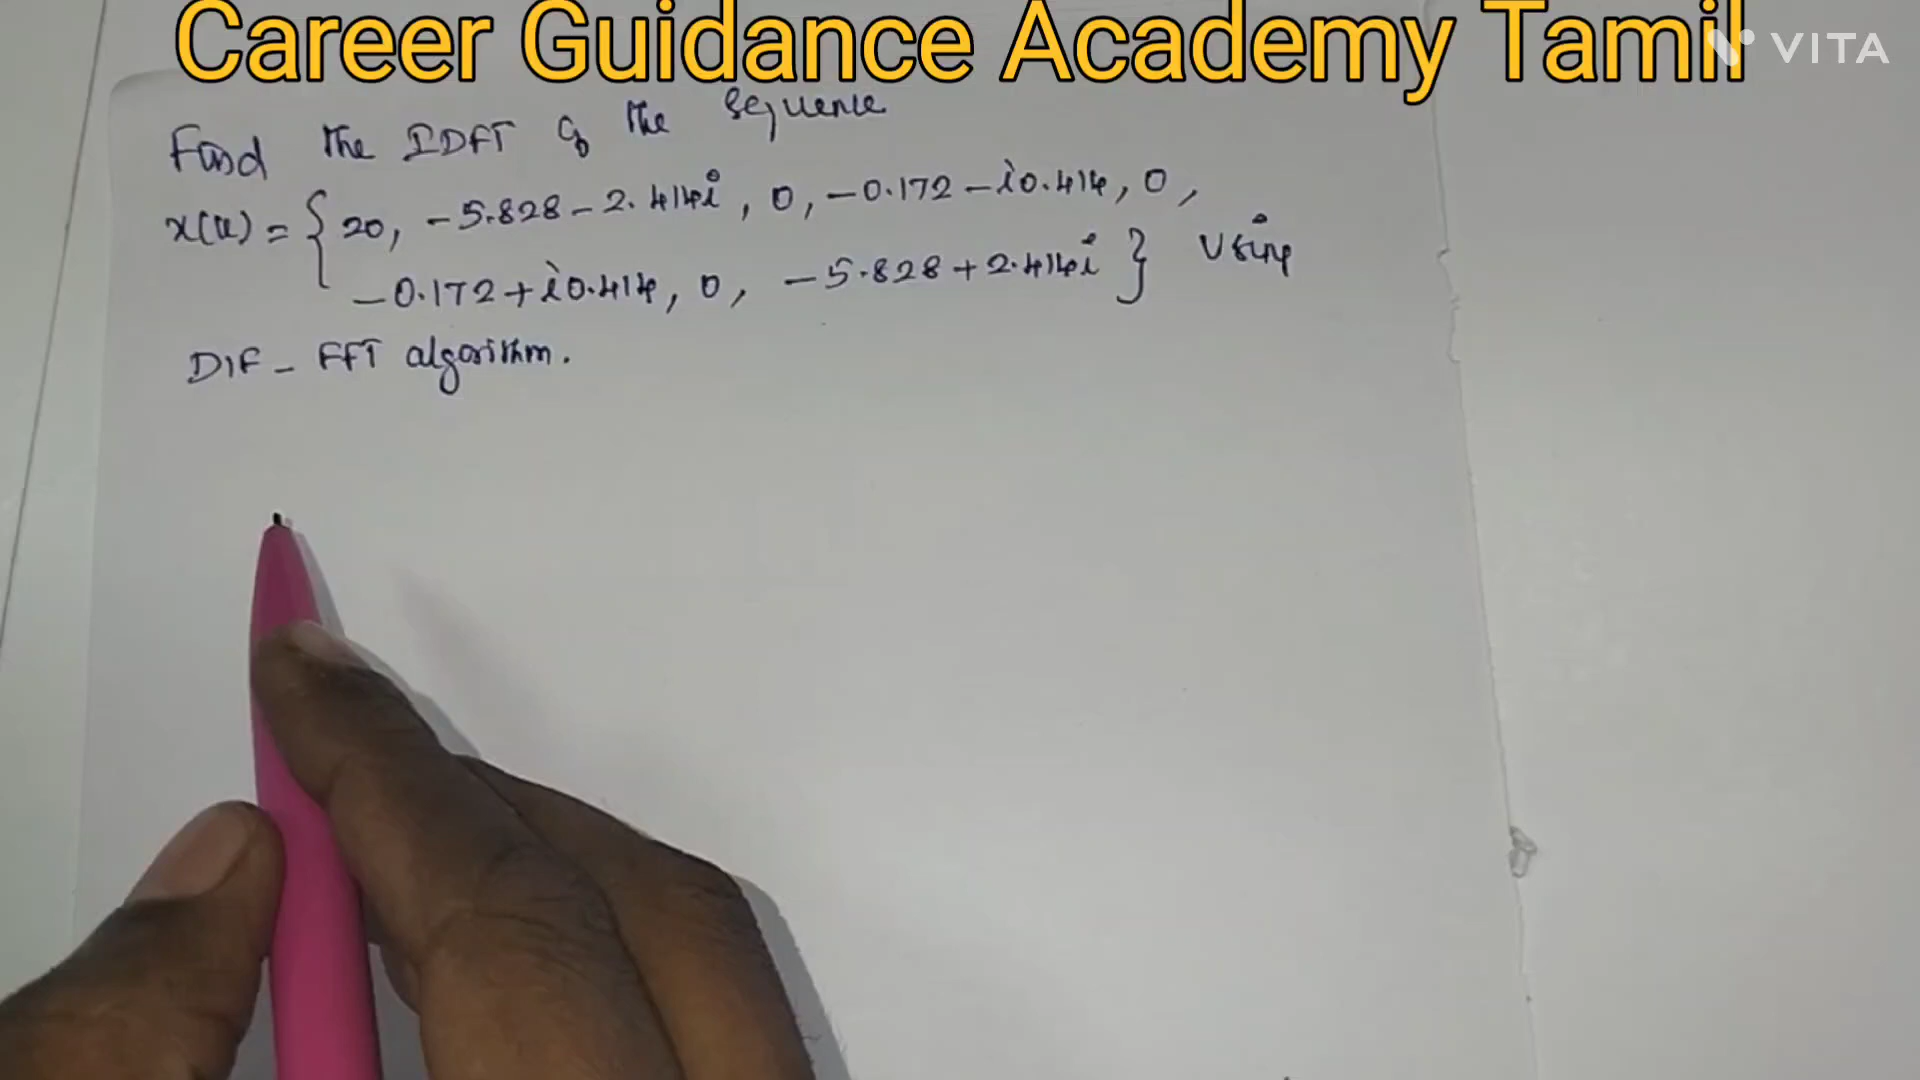 Career Guidance Academy Tamil
VITA
Find the IDFT of the sequence
x(k) = { 20, -5.828 - 2.414i, 0, -0.172 - i0.414, 0,
-0.172 + i0.414, 0, -5.828 + 2.414i } Using
DIF - FFT algorithm.